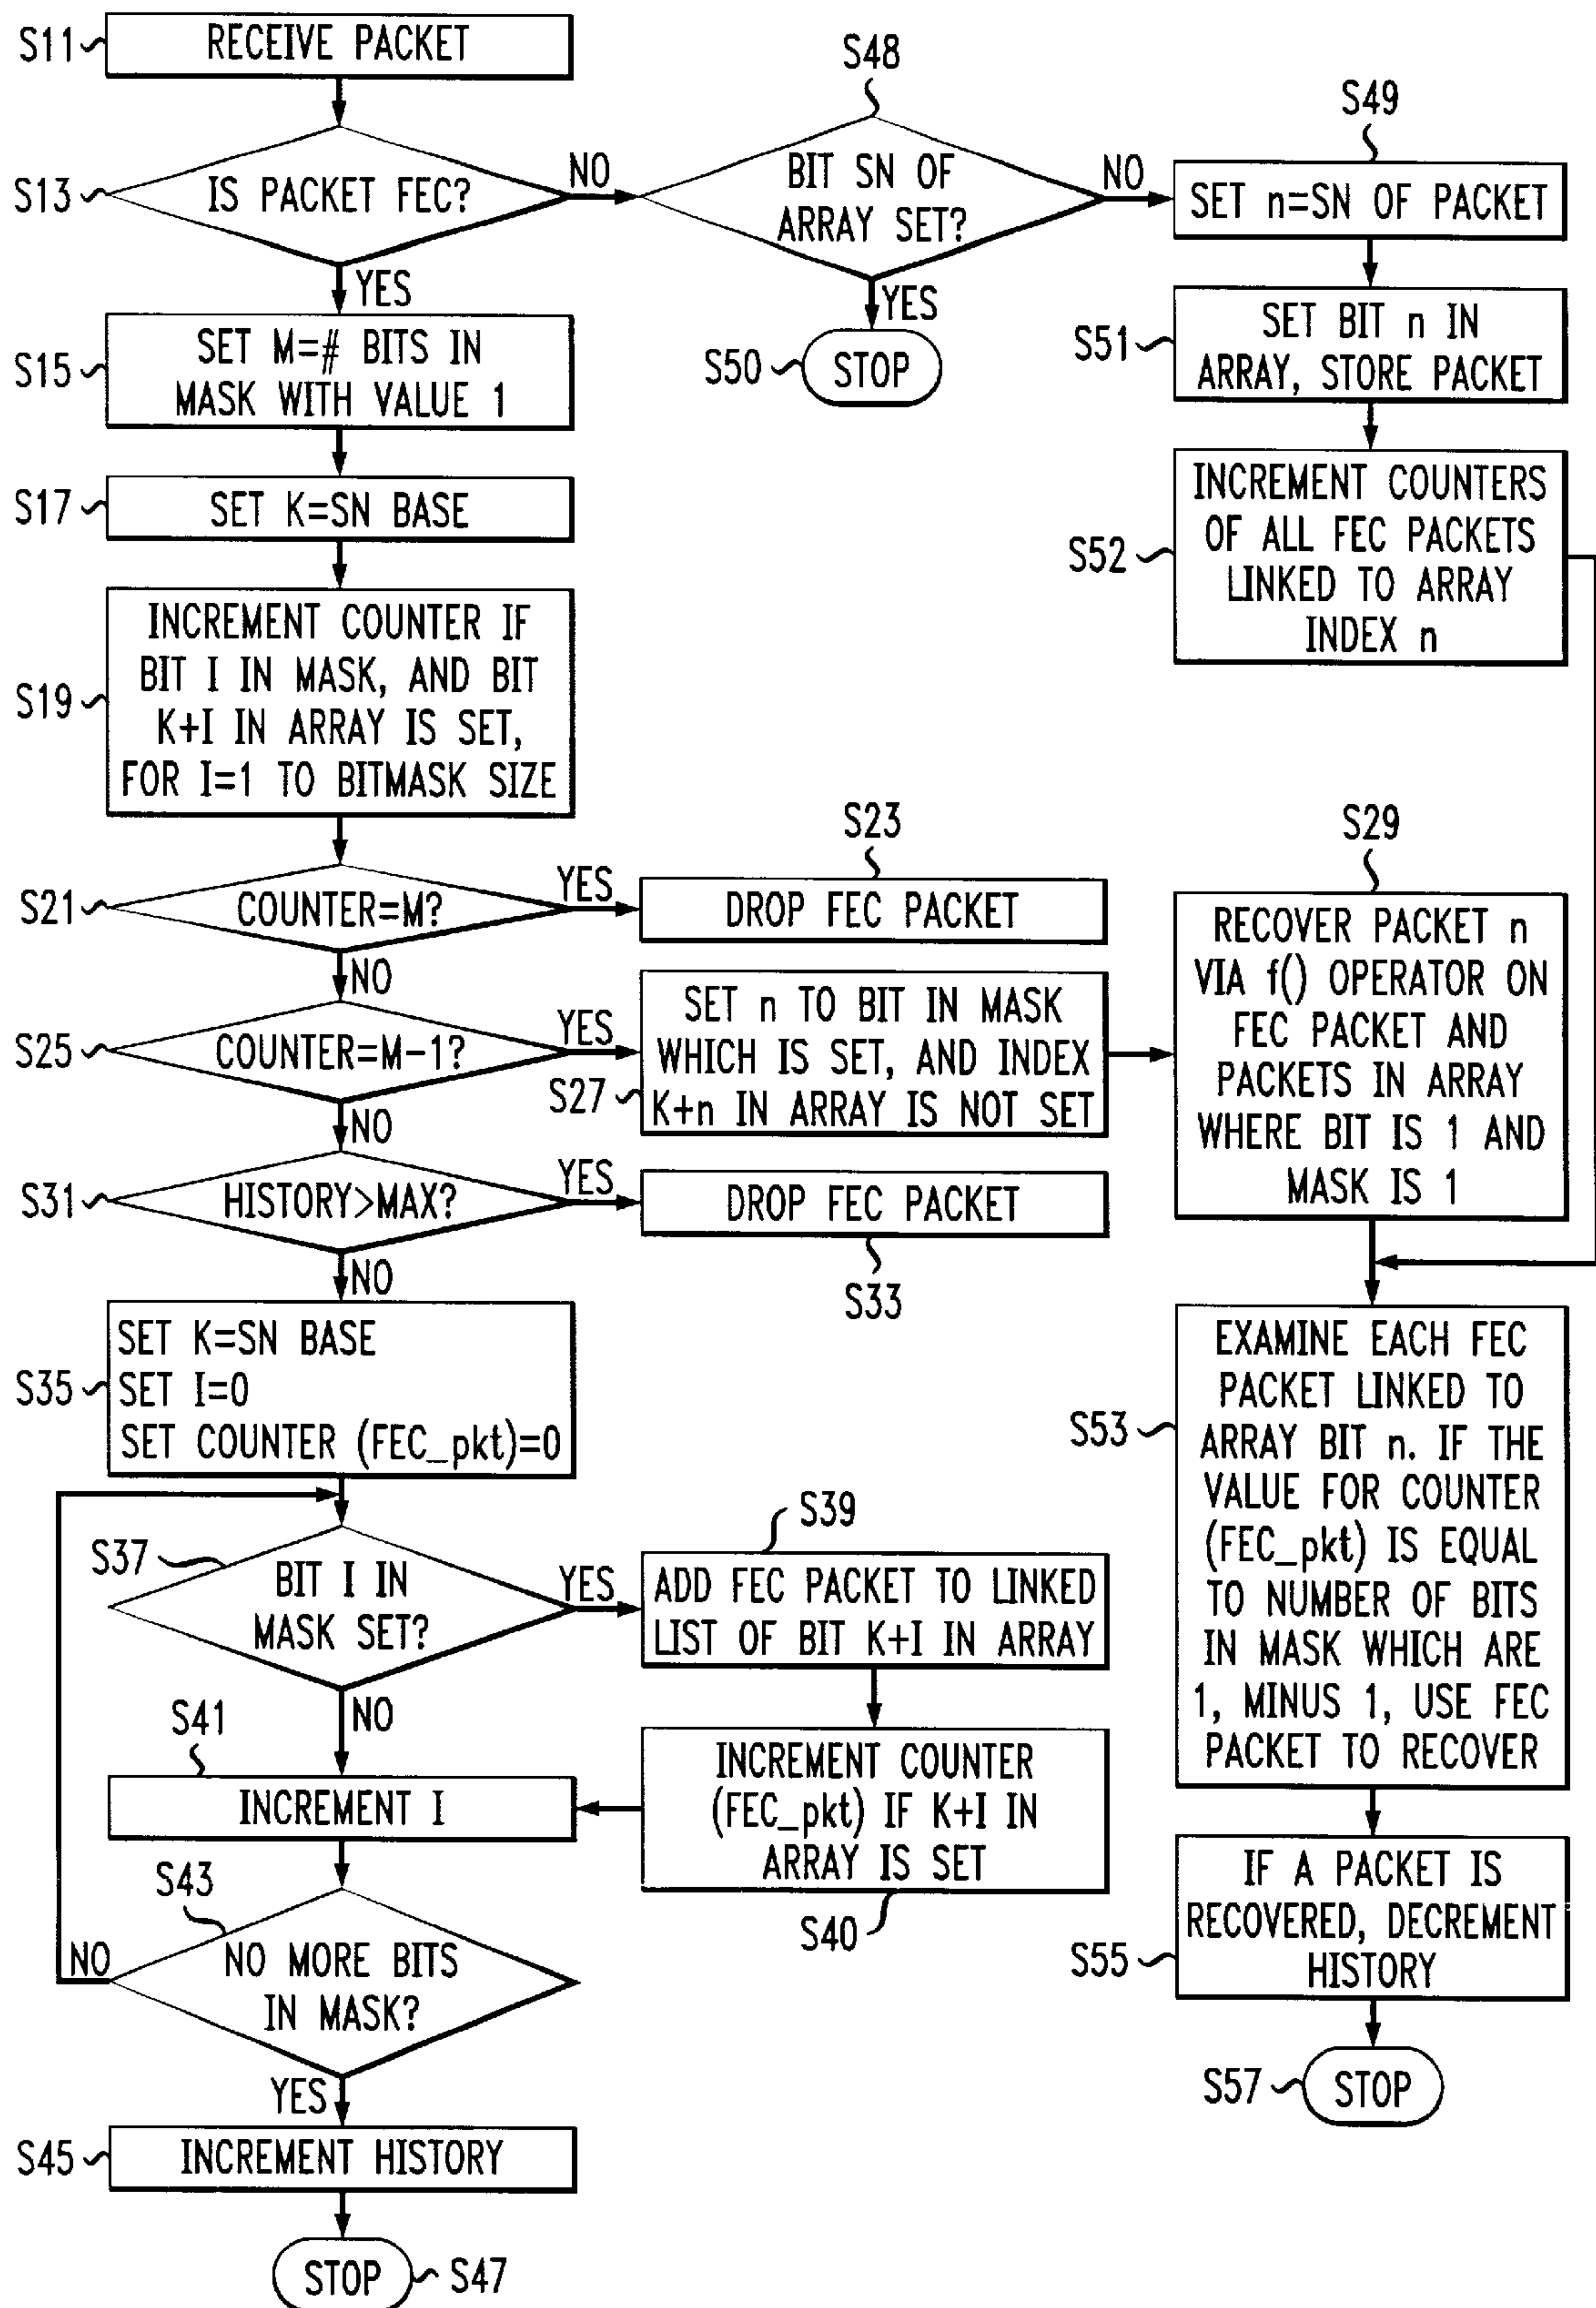 S11
RECEIVE PACKET
S13
IS PACKET FEC?
NO
YES
S48
BIT SN OF
ARRAY SET?
NO
YES
S50
STOP
S49
SET n=SN OF PACKET
S51
SET BIT n IN
ARRAY, STORE PACKET
S52
INCREMENT COUNTERS
OF ALL FEC PACKETS
LINKED TO ARRAY
INDEX n
S15
SET M=# BITS IN
MASK WITH VALUE 1
S17
SET K=SN BASE
S19
INCREMENT COUNTER IF
BIT I IN MASK, AND BIT
K+I IN ARRAY IS SET,
FOR I=1 TO BITMASK SIZE
S21
COUNTER=M?
YES
NO
S23
DROP FEC PACKET
S25
COUNTER=M-1?
YES
NO
S27
SET n TO BIT IN MASK
WHICH IS SET, AND INDEX
K+n IN ARRAY IS NOT SET
S29
RECOVER PACKET n
VIA f() OPERATOR ON
FEC PACKET AND
PACKETS IN ARRAY
WHERE BIT IS 1 AND
MASK IS 1
S31
HISTORY>MAX?
YES
NO
DROP FEC PACKET
S33
S35
SET K=SN BASE
SET I=0
SET COUNTER (FEC_pkt)=0
S37
BIT I IN
MASK SET?
YES
NO
S39
ADD FEC PACKET TO LINKED
LIST OF BIT K+I IN ARRAY
INCREMENT COUNTER
(FEC_pkt) IF K+I IN
ARRAY IS SET
S40
S41
INCREMENT I
S43
NO MORE BITS
IN MASK?
NO
YES
S45
INCREMENT HISTORY
STOP
S47
S53
EXAMINE EACH FEC
PACKET LINKED TO
ARRAY BIT n. IF THE
VALUE FOR COUNTER
(FEC_pkt) IS EQUAL
TO NUMBER OF BITS
IN MASK WHICH ARE
1, MINUS 1, USE FEC
PACKET TO RECOVER
S55
IF A PACKET IS
RECOVERED, DECREMENT
HISTORY
S57
STOP